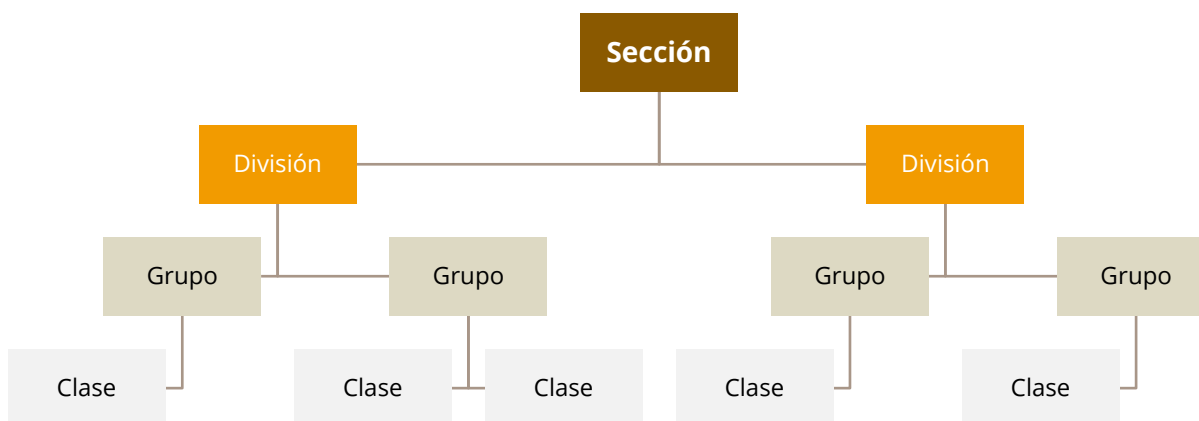 Sección
División
División
Grupo
Grupo
Grupo
Grupo
Clase
Clase
Clase
Clase
Clase